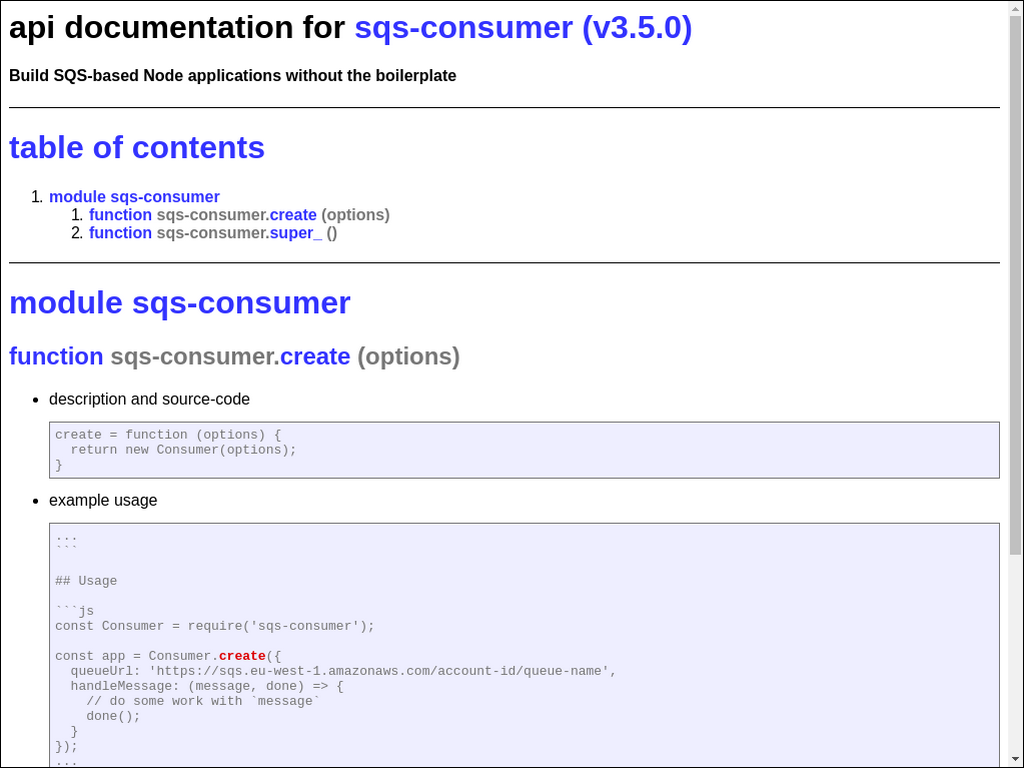 api documentation for sqs-consumer (v3.5.0)
Build SQS-based Node applications without the boilerplate
table of contents
1. module sqs-consumer
1. function sqs-consumer.create (options)
2. function sqs-consumer.super_ ()
module sqs-consumer
function sqs-consumer.create (options)
• description and source-code
create = function (options) {
  return new Consumer(options);
}
• example usage
...
```
## Usage
```js
const Consumer = require('sqs-consumer');
const app = Consumer.create({
  queueUrl: 'https://sqs.eu-west-1.amazonaws.com/account-id/queue-name',
  handleMessage: (message, done) => {
    // do some work with `message`
    done();
  }
});
...